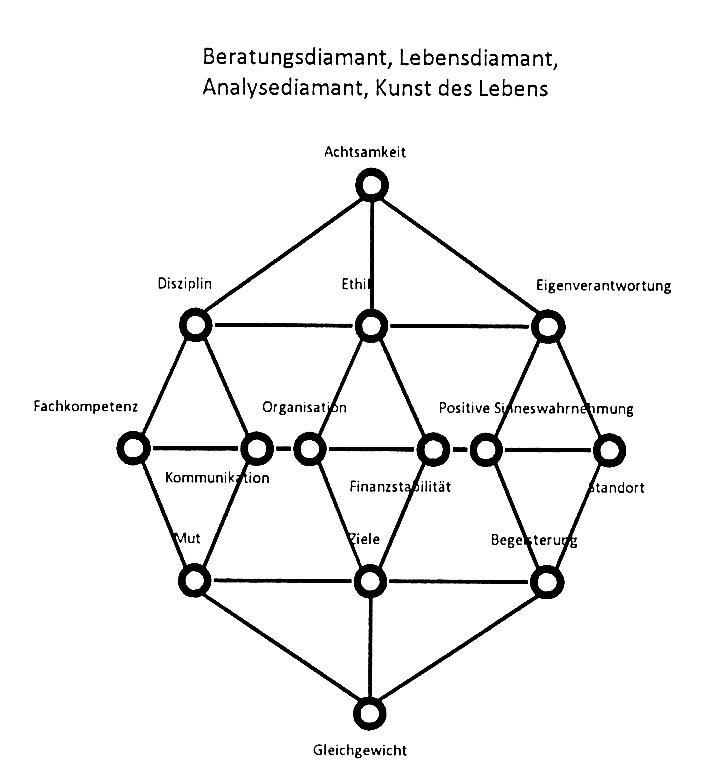 Beratungsdiamant, Lebensdiamant,
Analysediamant, Kunst des Lebens
Achtsamkeit
Disziplin
Ethik
Eigenverantwortung
Fachkompetenz
Organisation
Positive Sinneswahrnehmung
Kommunikation
Finanzstabilität
Standort
Mut
Ziele
Begeisterung
Gleichgewicht